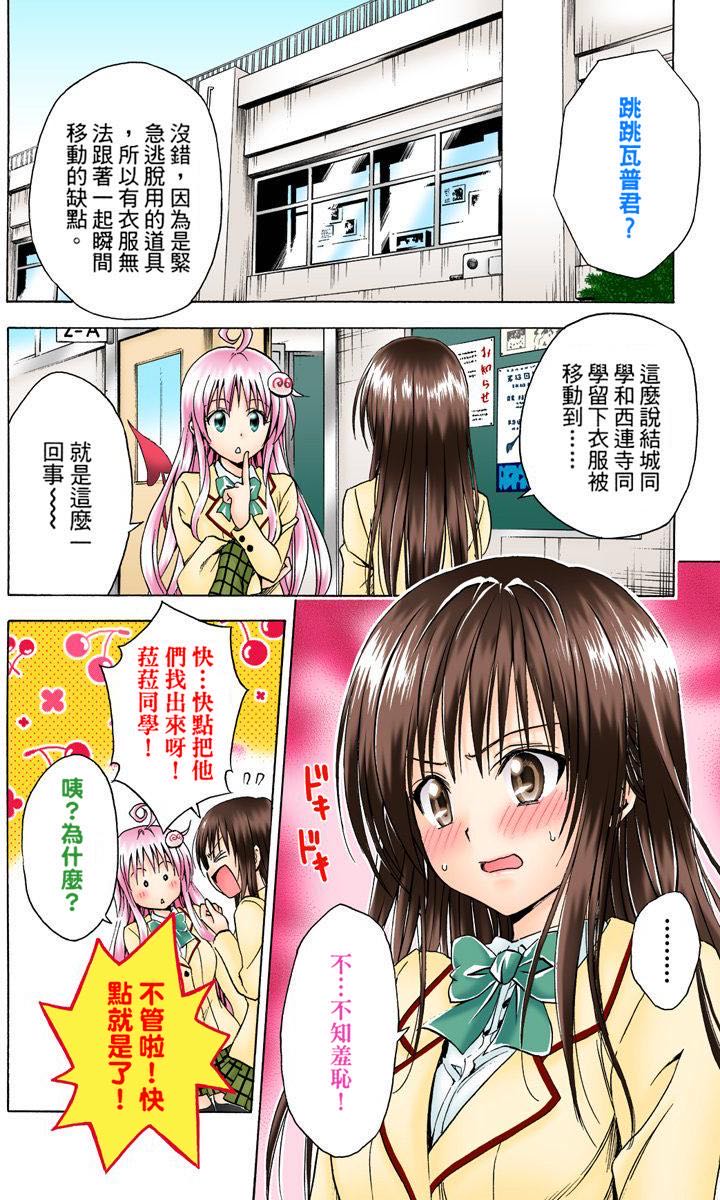 跳跳瓦普君？
沒錯，因為是緊
急逃脫用的道具
，所以有衣服無
法跟著一起瞬間
移動的缺點。
這麼說結城同
學和西連寺同
學留下衣服被
移動到……
お知らせ
2-A
就是這麼一
回事～～
………
ドキドキ
不…不知羞恥！
快…快點把他
們找出來呀！
菈菈同學！
咦？為什麼？
不管啦！快
點就是了！